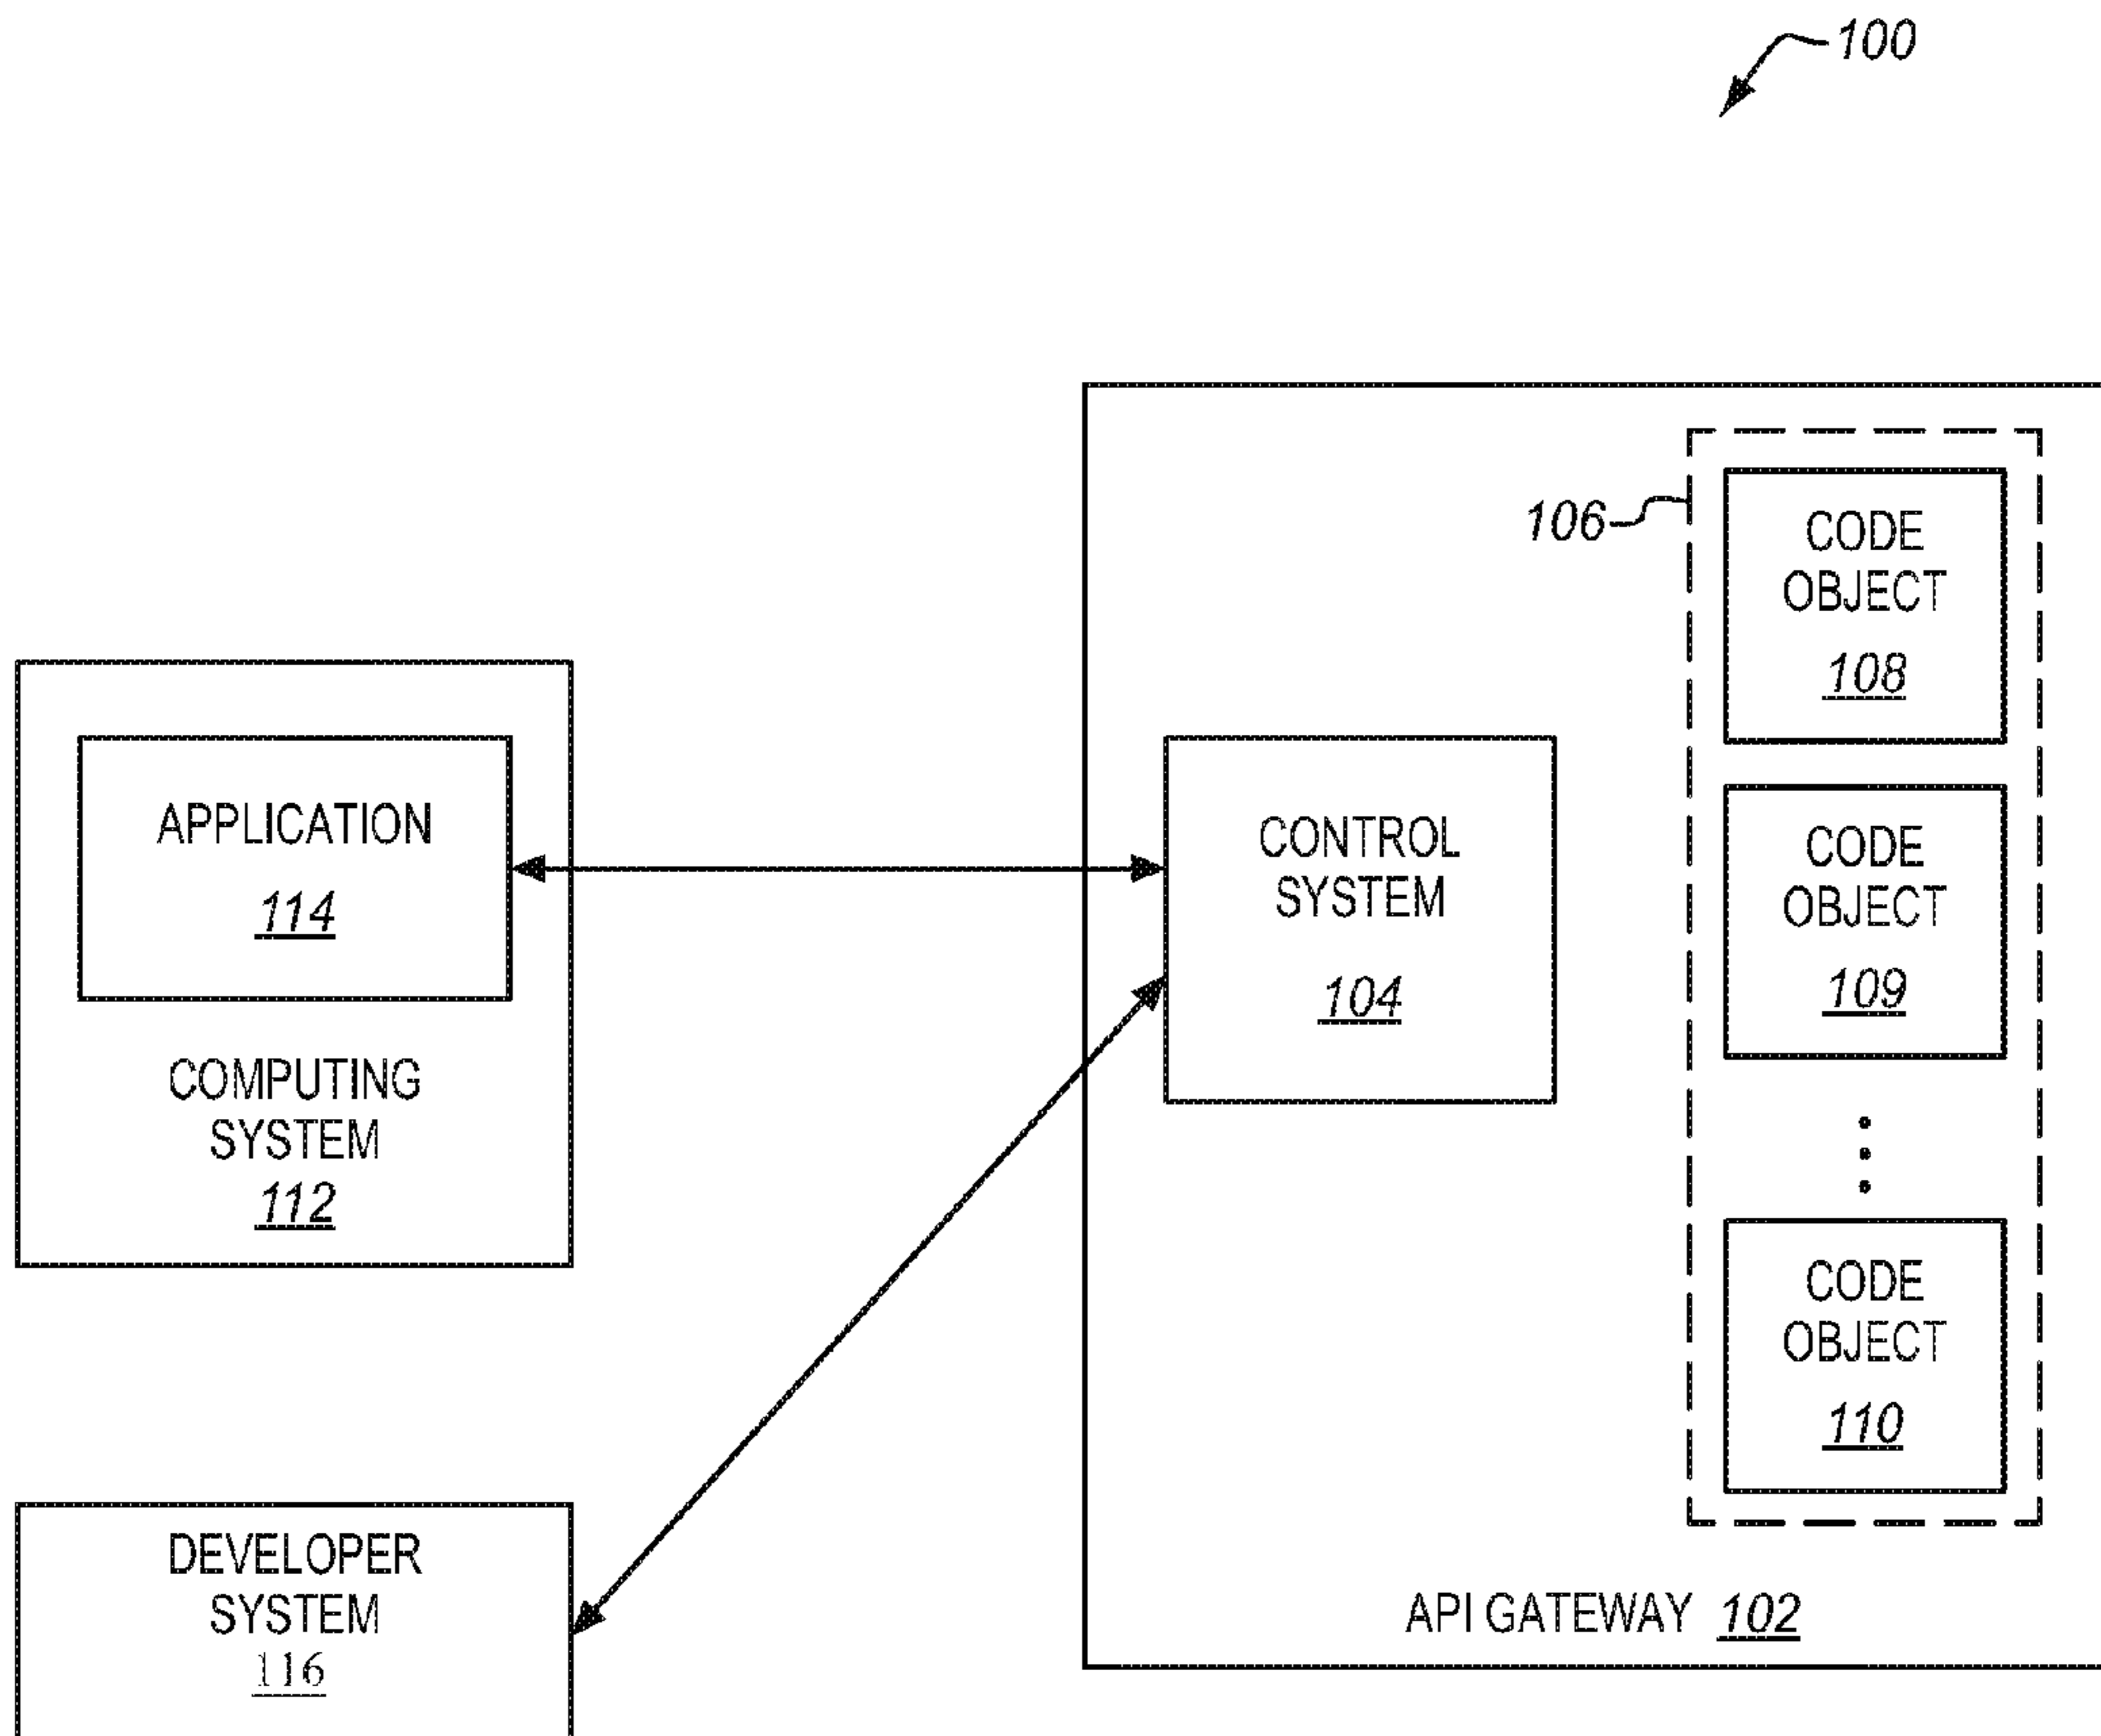 100
106
CODE
OBJECT
108
CODE
OBJECT
109
CODE
OBJECT
110
APPLICATION
114
COMPUTING
SYSTEM
112
CONTROL
SYSTEM
104
DEVELOPER
SYSTEM
116
API GATEWAY 102